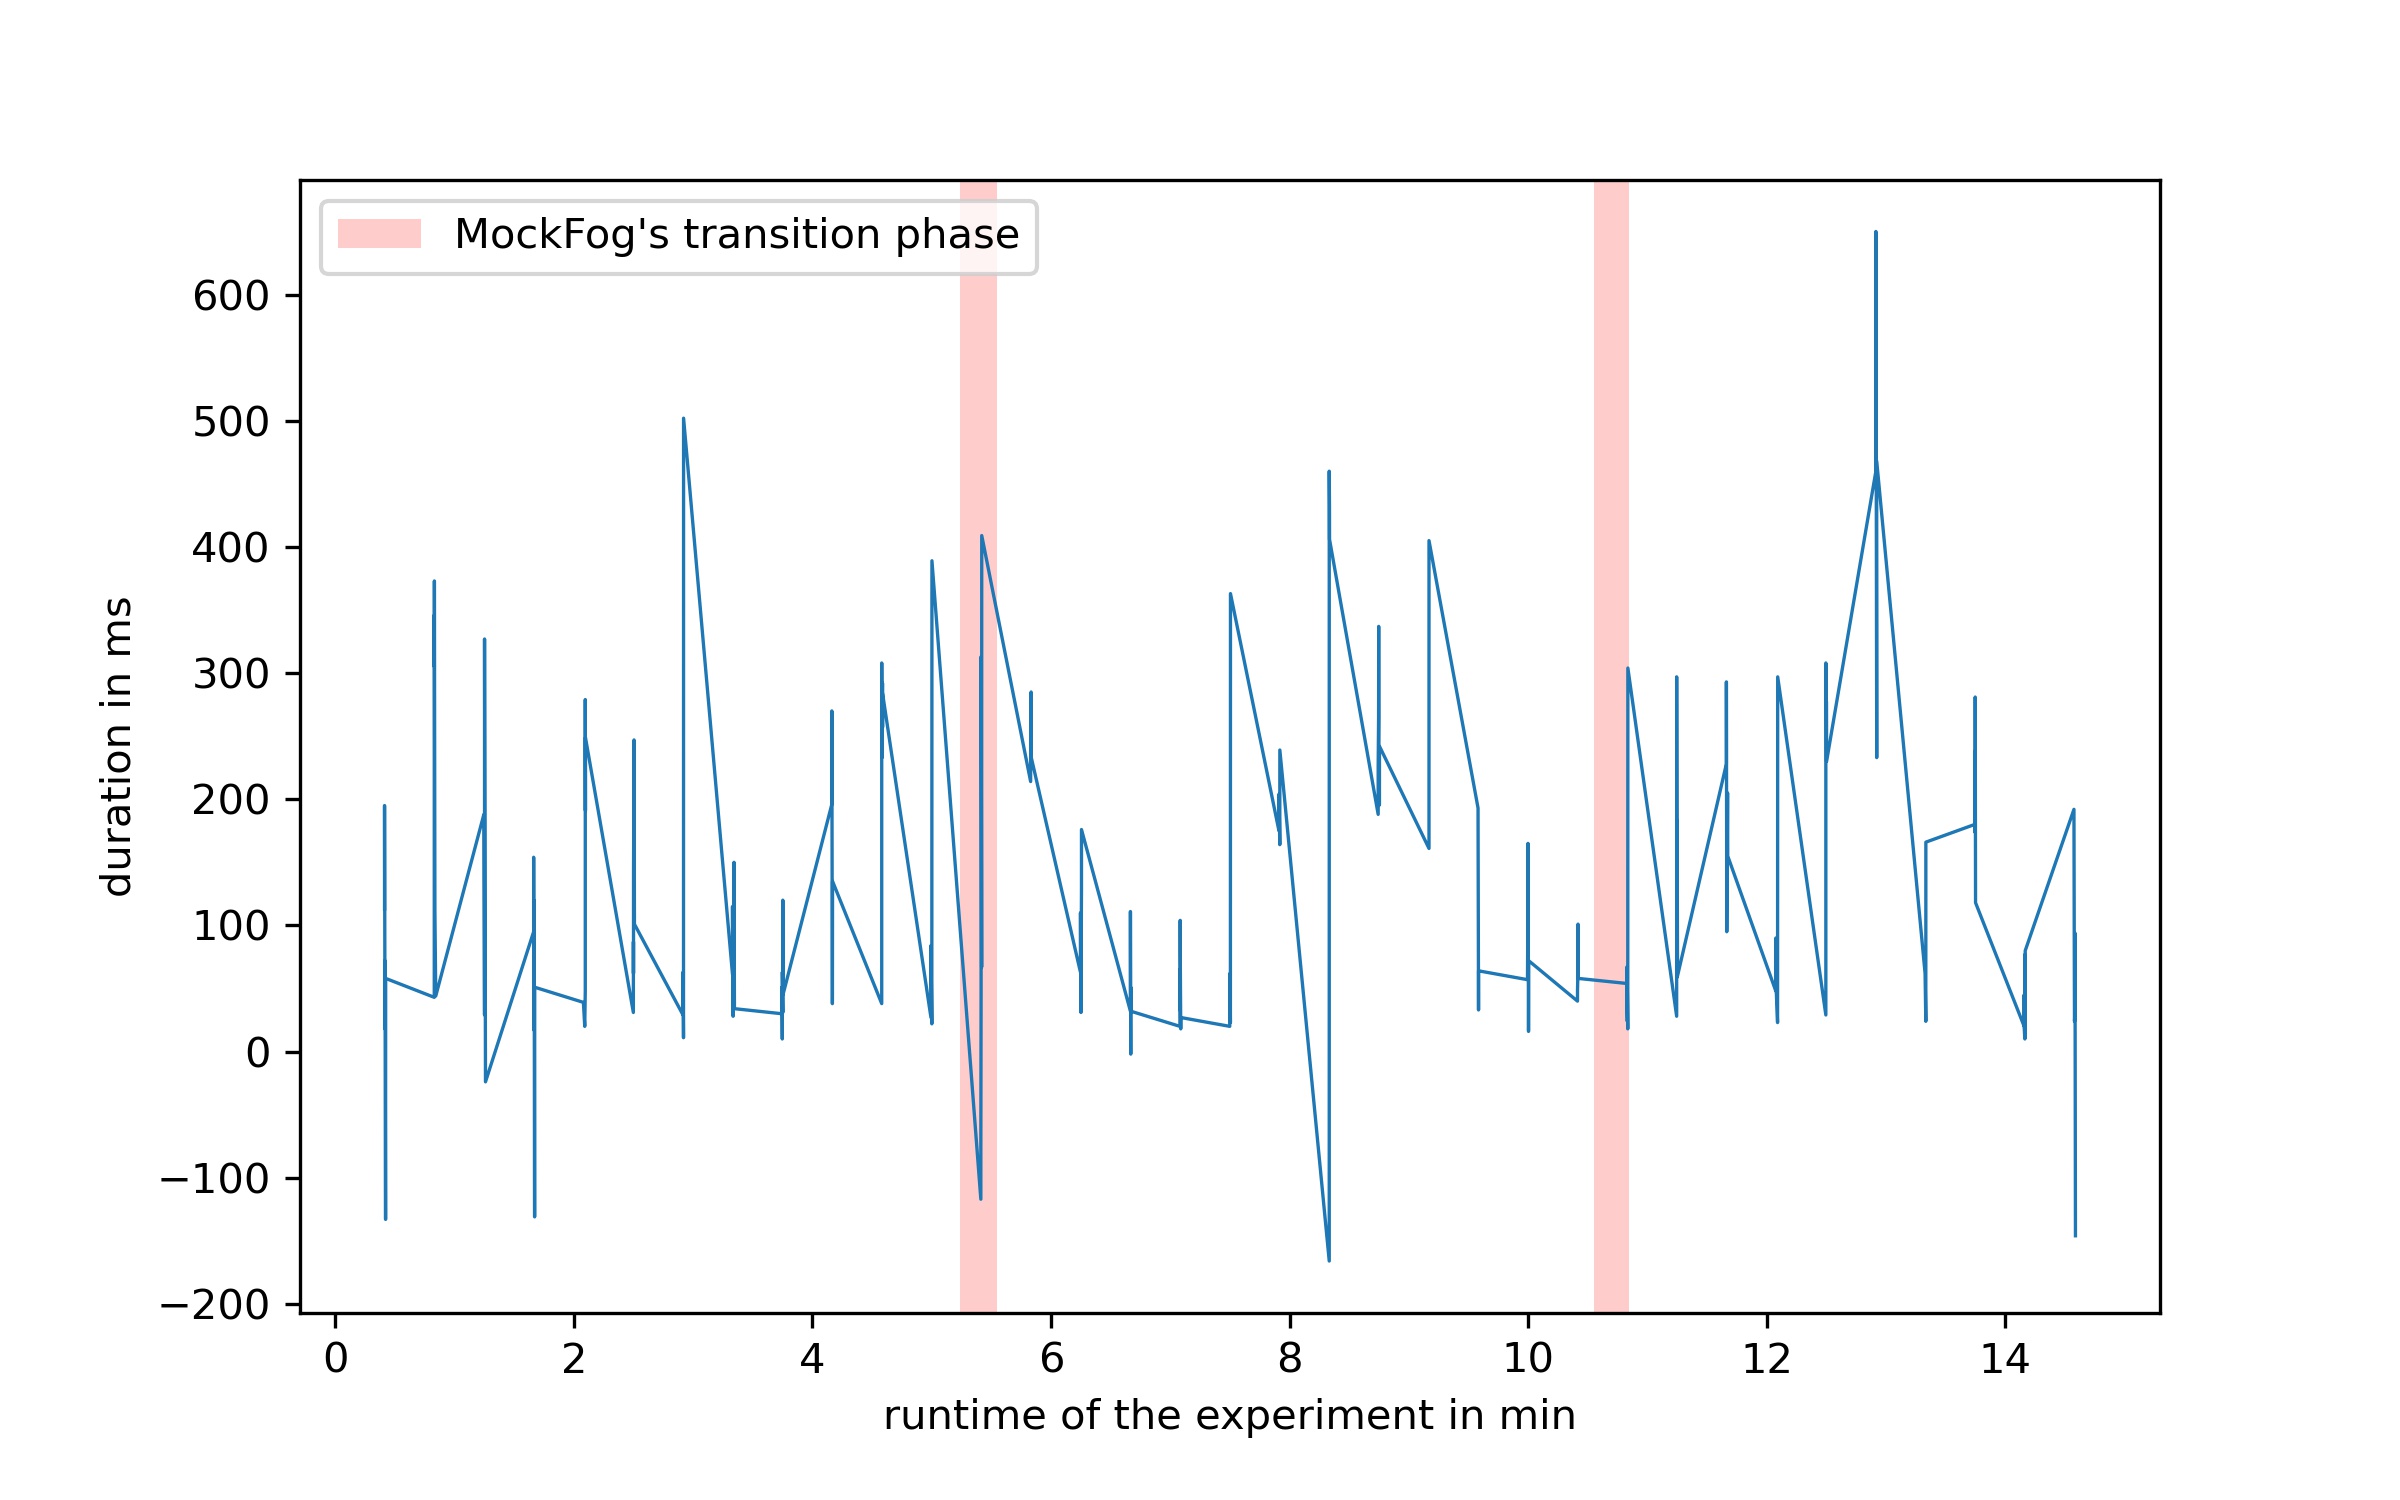 MockFog's transition phase
600
500
400
300
200
100
0
−100
−200
duration in ms
0 2 4 6 8 10 12 14
runtime of the experiment in min